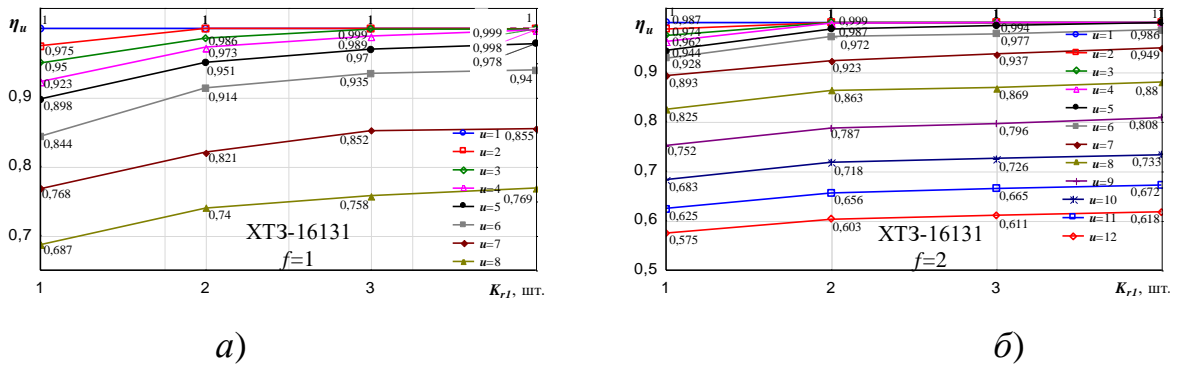 η_u
1 1 1 1
0,975 0,986 0,999 0,999
0,95 0,973 0,989 0,998
0,923 0,951 0,97 0,978
0,898 0,914 0,935 0,94
0,9
0,844
0,8
0,821 0,852 0,855
0,768
0,74 0,758 0,769
0,7
0,687
ХТЗ-16131
f=1
u=1
u=2
u=3
u=4
u=5
u=6
u=7
u=8
1 2 3 K_r1, шт.
а)
η_u
1 1 1 11
0,987 0,999
0,974 0,987 0,994 0,986
0,962 0,972 0,977
0,944
0,928 0,923 0,937 0,949
0,9
0,893 0,863 0,869 0,88
0,8
0,825 0,787 0,796 0,808
0,752
0,7
0,683 0,718 0,726 0,733
0,625 0,656 0,665 0,672
0,6
0,575 0,603 0,611 0,618
0,5
ХТЗ-16131
f=2
u=1
u=2
u=3
u=4
u=5
u=6
u=7
u=8
u=9
u=10
u=11
u=12
1 2 3 K_r1, шт.
б)